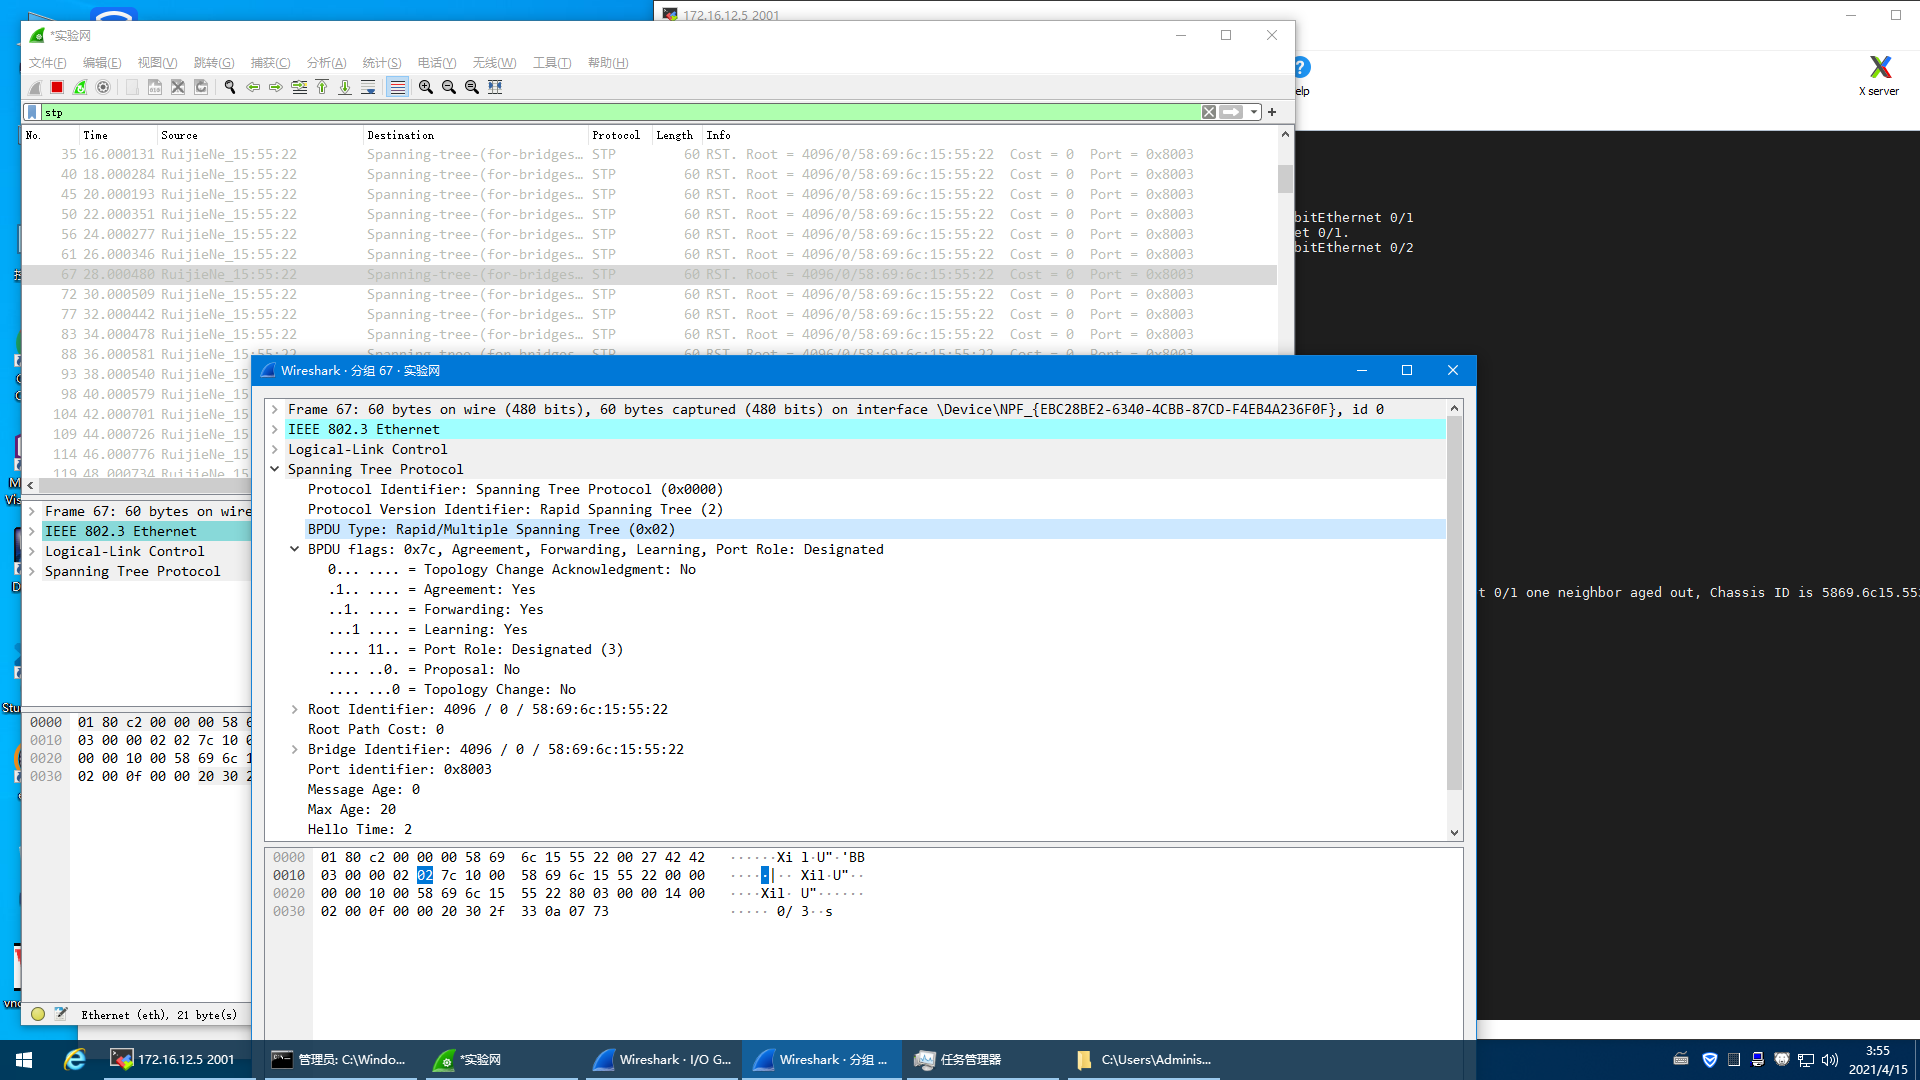 172.16.12.5 2001
*实验网
文件(F) 编辑(E) 视图(V) 跳转(G) 捕获(C) 分析(A) 统计(S) 电话(Y) 无线(W) 工具(T) 帮助(H)
X server
stp
No. Time Source Destination Protocol Length Info
35 16.000131 RuijieNe_15:55:22 Spanning-tree-(for-bridges… STP 60 RST. Root = 4096/0/58:69:6c:15:55:22 Cost = 0 Port = 0x8003
40 18.000284 RuijieNe_15:55:22 Spanning-tree-(for-bridges… STP 60 RST. Root = 4096/0/58:69:6c:15:55:22 Cost = 0 Port = 0x8003
45 20.000193 RuijieNe_15:55:22 Spanning-tree-(for-bridges… STP 60 RST. Root = 4096/0/58:69:6c:15:55:22 Cost = 0 Port = 0x8003
50 22.000351 RuijieNe_15:55:22 Spanning-tree-(for-bridges… STP 60 RST. Root = 4096/0/58:69:6c:15:55:22 Cost = 0 Port = 0x8003
56 24.000277 RuijieNe_15:55:22 Spanning-tree-(for-bridges… STP 60 RST. Root = 4096/0/58:69:6c:15:55:22 Cost = 0 Port = 0x8003
61 26.000346 RuijieNe_15:55:22 Spanning-tree-(for-bridges… STP 60 RST. Root = 4096/0/58:69:6c:15:55:22 Cost = 0 Port = 0x8003
67 28.000480 RuijieNe_15:55:22 Spanning-tree-(for-bridges… STP 60 RST. Root = 4096/0/58:69:6c:15:55:22 Cost = 0 Port = 0x8003
72 30.000509 RuijieNe_15:55:22 Spanning-tree-(for-bridges… STP 60 RST. Root = 4096/0/58:69:6c:15:55:22 Cost = 0 Port = 0x8003
77 32.000442 RuijieNe_15:55:22 Spanning-tree-(for-bridges… STP 60 RST. Root = 4096/0/58:69:6c:15:55:22 Cost = 0 Port = 0x8003
83 34.000478 RuijieNe_15:55:22 Spanning-tree-(for-bridges… STP 60 RST. Root = 4096/0/58:69:6c:15:55:22 Cost = 0 Port = 0x8003
88 36.000581 RuijieNe_15:55:22 Spanning-tree-(for-bridges… STP 60 RST. Root = 4096/0/58:69:6c:15:55:22 Cost = 0 Port = 0x8003
93 38.000540 RuijieNe_15
98 40.000579 RuijieNe_15
104 42.000701 RuijieNe_15
109 44.000726 RuijieNe_15
114 46.000776 RuijieNe_15
119 48.000734 RuijieNe_15
bitEthernet 0/1
et 0/1.
bitEthernet 0/2
t 0/1 one neighbor aged out, Chassis ID is 5869.6c15.55
Frame 67: 60 bytes on wire
IEEE 802.3 Ethernet
Logical-Link Control
Spanning Tree Protocol
0000 01 80 c2 00 00 00 58 6
0010 03 00 00 02 02 7c 10 0
0020 00 00 10 00 58 69 6c 1
0030 02 00 0f 00 00 20 30 2
Ethernet (eth), 21 byte(s)
Wireshark · 分组 67 · 实验网
Frame 67: 60 bytes on wire (480 bits), 60 bytes captured (480 bits) on interface \Device\NPF_{EBC28BE2-6340-4CBB-87CD-F4EB4A236F0F}, id 0
IEEE 802.3 Ethernet
Logical-Link Control
Spanning Tree Protocol
Protocol Identifier: Spanning Tree Protocol (0x0000)
Protocol Version Identifier: Rapid Spanning Tree (2)
BPDU Type: Rapid/Multiple Spanning Tree (0x02)
BPDU flags: 0x7c, Agreement, Forwarding, Learning, Port Role: Designated
0... .... = Topology Change Acknowledgment: No
.1.. .... = Agreement: Yes
..1. .... = Forwarding: Yes
...1 .... = Learning: Yes
.... 11.. = Port Role: Designated (3)
.... ..0. = Proposal: No
.... ...0 = Topology Change: No
Root Identifier: 4096 / 0 / 58:69:6c:15:55:22
Root Path Cost: 0
Bridge Identifier: 4096 / 0 / 58:69:6c:15:55:22
Port identifier: 0x8003
Message Age: 0
Max Age: 20
Hello Time: 2
0000 01 80 c2 00 00 00 58 69 6c 15 55 22 00 27 42 42 ······Xi l·U"·'BB
0010 03 00 00 02 02 7c 10 00 58 69 6c 15 55 22 00 00 ·····|·· Xil·U"··
0020 00 00 10 00 58 69 6c 15 55 22 80 03 00 00 14 00 ····Xil· U"······
0030 02 00 0f 00 00 20 30 2f 33 0a 07 73 ····· 0/ 3··s
172.16.12.5 2001
管理员: C:\Windo...
*实验网
Wireshark · I/O G...
Wireshark · 分组 ...
任务管理器
C:\Users\Adminis...
3:55
2021/4/15